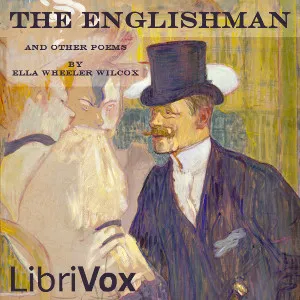 THE ENGLISHMAN
AND OTHER POEMS
BY
ELLA WHEELER WILCOX
LibriVox